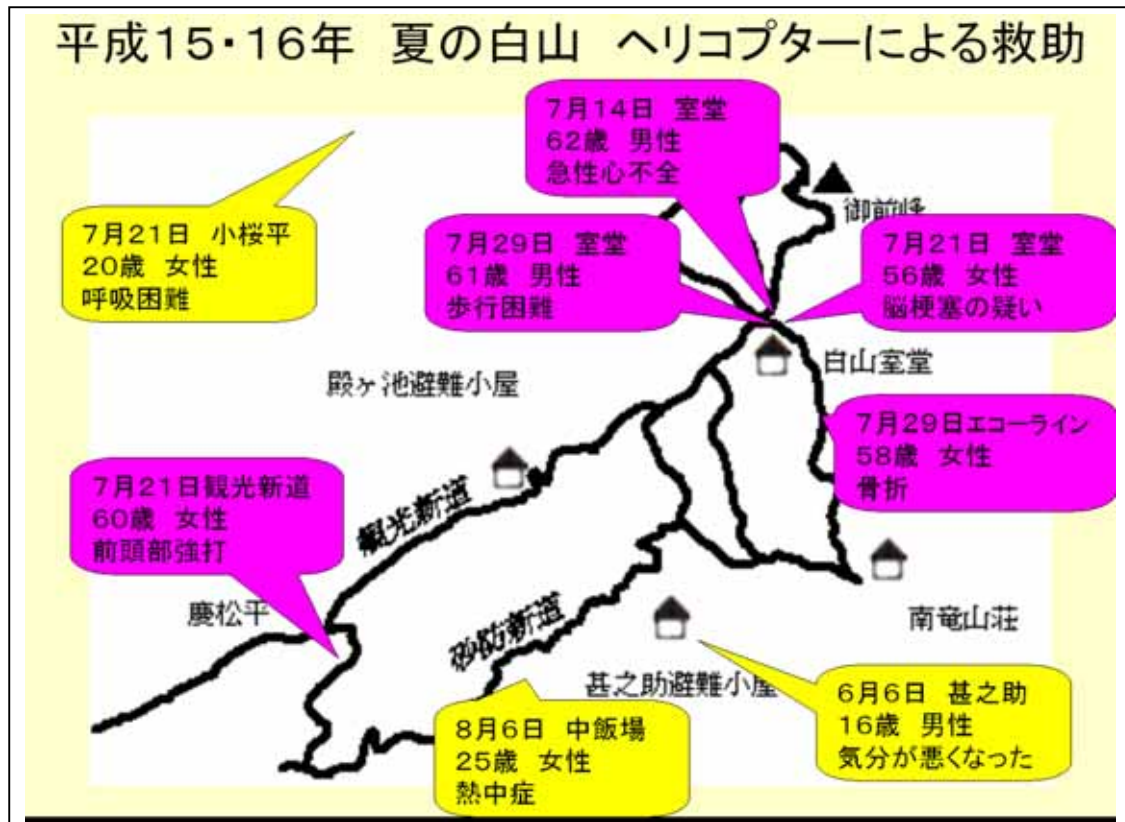 平成15・16年 夏の白山 ヘリコプターによる救助
7月14日 室堂
62歳 男性
急性心不全
御前峰
7月21日 小桜平
20歳 女性
呼吸困難
7月29日 室堂
61歳 男性
歩行困難
7月21日 室堂
56歳 女性
脳梗塞の疑い
白山室堂
殿ヶ池避難小屋
7月29日エコーライン
58歳 女性
骨折
7月21日観光新道
60歳 女性
前頭部強打
観光新道
慶松平
砂防新道
南竜山荘
甚之助避難小屋
6月6日 甚之助
16歳 男性
気分が悪くなった
8月6日 中飯場
25歳 女性
熱中症